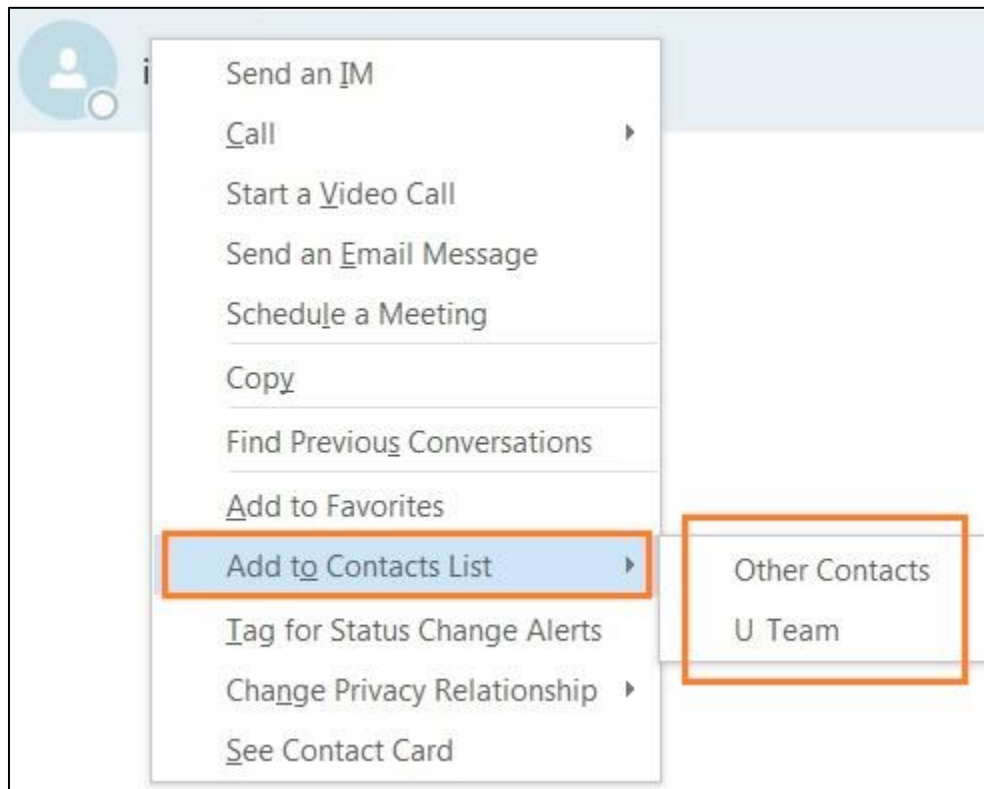 Send an IM
Call
Start a Video Call
Send an Email Message
Schedule a Meeting
Copy
Find Previous Conversations
Add to Favorites
Add to Contacts List
Other Contacts
U Team
Tag for Status Change Alerts
Change Privacy Relationship
See Contact Card